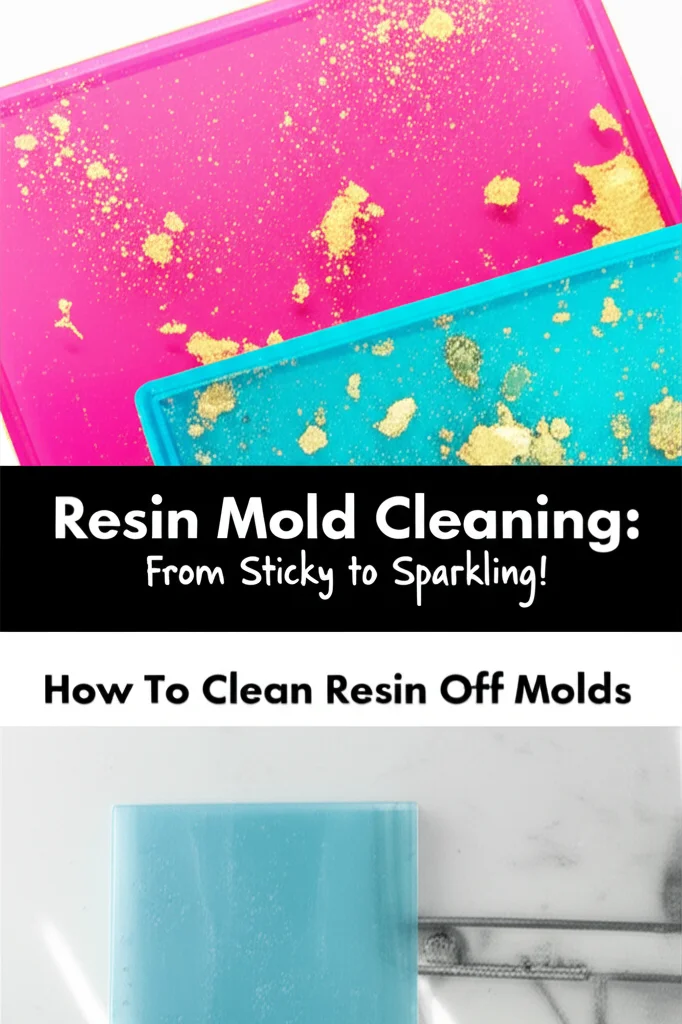 Resin Mold Cleaning:
From Sticky to Sparkling!
How To Clean Resin Off Molds